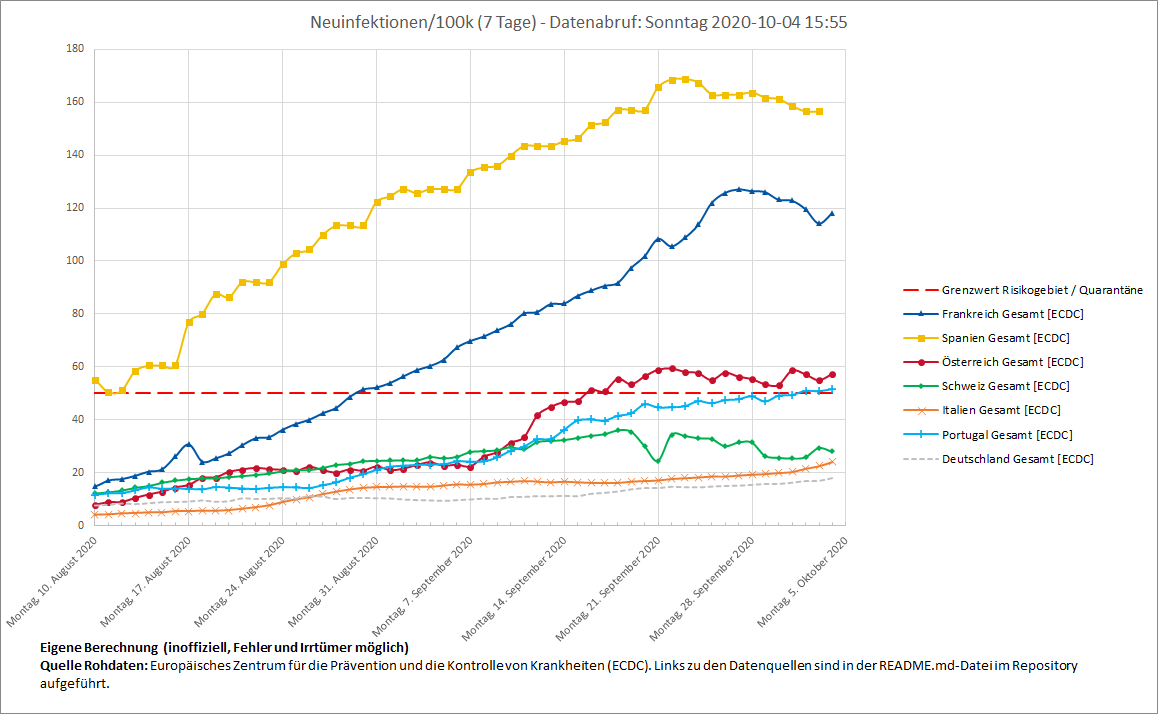 Neuinfektionen/100k (7 Tage) - Datenabruf: Sonntag 2020-10-04 15:55
180
160
140
120
100
80
60
40
20
0
Montag, 10. August 2020
Montag, 17. August 2020
Montag, 24. August 2020
Montag, 31. August 2020
Montag, 7. September 2020
Montag, 14. September 2020
Montag, 21. September 2020
Montag, 28. September 2020
Montag, 5. Oktober 2020
Grenzwert Risikogebiet / Quarantäne
Frankreich Gesamt [ECDC]
Spanien Gesamt [ECDC]
Österreich Gesamt [ECDC]
Schweiz Gesamt [ECDC]
Italien Gesamt [ECDC]
Portugal Gesamt [ECDC]
Deutschland Gesamt [ECDC]
Eigene Berechnung (inoffiziell, Fehler und Irrtümer möglich)
Quelle Rohdaten: Europäisches Zentrum für die Prävention und die Kontrolle von Krankheiten (ECDC). Links zu den Datenquellen sind in der README.md-Datei im Repository
aufgeführt.